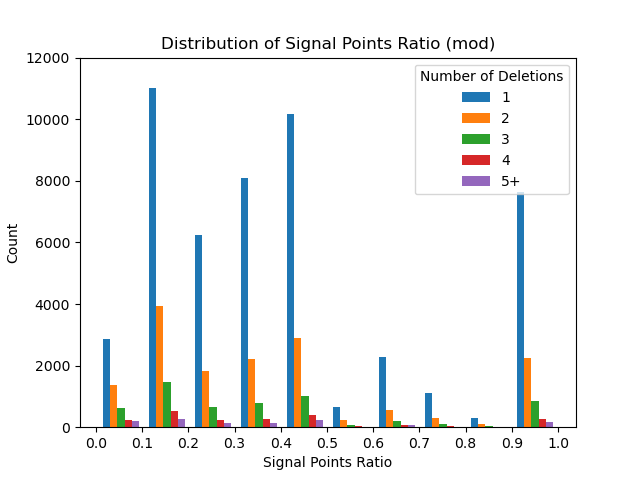 Distribution of Signal Points Ratio (mod)
Number of Deletions
1
2
3
4
5+
Count
12000
10000
8000
6000
4000
2000
0
0.0 0.1 0.2 0.3 0.4 0.5 0.6 0.7 0.8 0.9 1.0
Signal Points Ratio